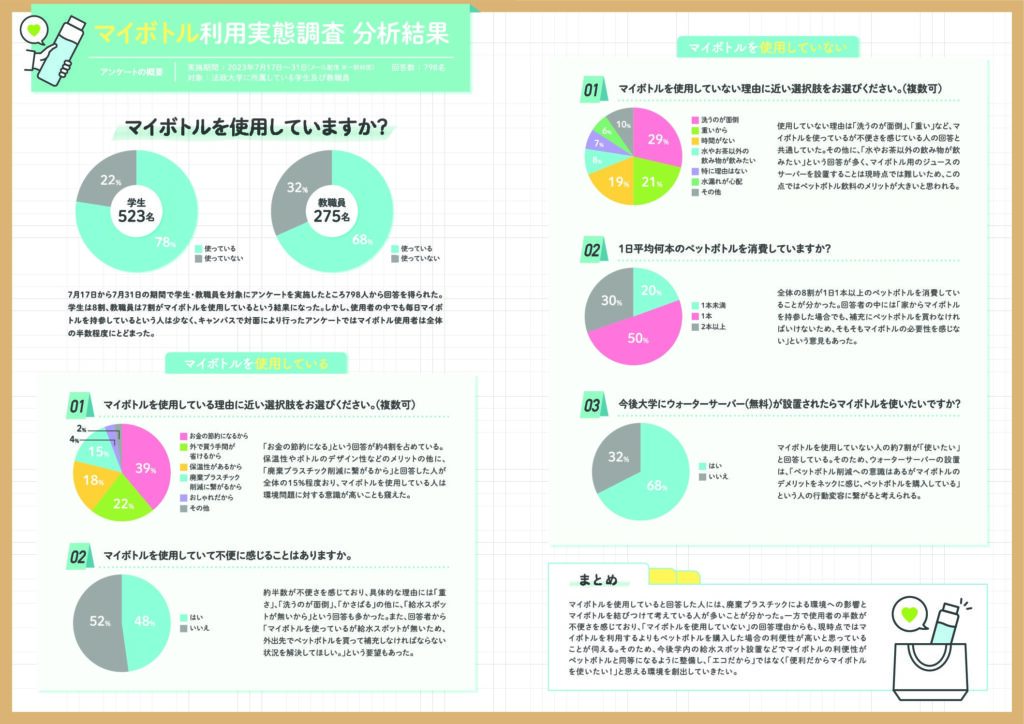 マイボトル利用実態調査 分析結果
アンケートの概要
実施期間：2023年7月17日～31日(メール配信 第一駅封鎖)
回答数：798名
対象：法政大学に所属している学生及び教職員
マイボトルを使用していますか？
22%
学生
523名
78%
使っている
使っていない
32%
教職員
275名
68%
使っている
使っていない
7月17日から7月31日の期間で学生・教職員を対象にアンケートを実施したところ798人から回答を得られた。
学生は8割、教職員は7割がマイボトルを使用しているという結果になった。しかし、使用者の中でも毎日マイボ
トルを持参しているという人は少なく、キャンパスで対面により行ったアンケートではマイボトル使用者は全体
の半数程度にとどまった。
マイボトルを使用している
01
マイボトルを使用している理由に近い選択肢をお選びください。(複数可)
2%
4%
15%
18%
22%
39%
お金の節約になるから
外で買う手間が
省けるから
保温性があるから
廃棄プラスチック
削減に繋がるから
おしゃれだから
その他
「お金の節約になる」という回答が約4割を占めている。
保温性やボトルのデザイン性などのメリットの他に、
「廃棄プラスチック削減に繋がるから」と回答した人が
全体の15%程度おり、マイボトルを使用している人は
環境問題に対する意識が高いことも窺えた。
02
マイボトルを使用していて不便に感じることはありますか。
52%
48%
はい
いいえ
約半数が不便さを感じており、具体的な理由には「重
さ」、「洗うのが面倒」、「かさばる」の他に、「給水スポッ
トが無いから」という回答も多かった。また、回答者から
「マイボトルを使っているが給水スポットが無いため、
外出先でペットボトルを買って補充しなければならない
状況を解決してほしい。」という要望もあった。
マイボトルを使用していない
01
マイボトルを使用していない理由に近い選択肢をお選びください。(複数可)
10%
6%
7%
8%
19%
21%
29%
洗うのが面倒
重いから
時間がない
水やお茶以外の
飲み物が飲みたい
特に理由はない
水漏れが心配
その他
使用していない理由は「洗うのが面倒」、「重い」など、マ
イボトルを使っているが不便さを感じている人の回答と
共通していた。その他に、「水やお茶以外の飲み物が飲
みたい」という回答が多く、マイボトル用のジュースの
サーバーを設置することは現時点では難しいため、こ
の点ではペットボトル飲料のメリットが大きいと思われる。
02
1日平均何本のペットボトルを消費していますか？
30%
20%
50%
1本未満
1本
2本以上
全体の8割が1日1本以上のペットボトルを消費してい
ることが分かった。回答者の中には「家からマイボトル
を持参した場合でも、補充にペットボトルを買わなけれ
ばいけないため、そもそもマイボトルの必要性を感じな
い」という意見もあった。
03
今後大学にウォーターサーバー(無料)が設置されたらマイボトルを使いたいですか？
32%
68%
はい
いいえ
マイボトルを使用していない人の約7割が「使いたい」
と回答している。そのため、ウォーターサーバーの設置
は、「ペットボトル削減への意識はあるがマイボトルの
デメリットをネックに感じ、ペットボトルを購入している」
という人の行動変容に繋がると考えられる。
まとめ
マイボトルを使用していると回答した人には、廃棄プラスチックによる環境への影響と
マイボトルを結びつけて考えている人が多いことが分かった。一方で使用者の半数が
不便さを感じており、「マイボトルを使用していない」の回答理由からも、現時点ではマ
イボトルを利用するよりもペットボトルを購入した場合の利便性が高いと思っている
ことが伺える。そのため、今後学内の給水スポット設置などでマイボトルの利便性が
ペットボトルと同等になるように整備し、「エコだから」ではなく「便利だからマイボトル
を使いたい！」と思える環境を創出していきたい。